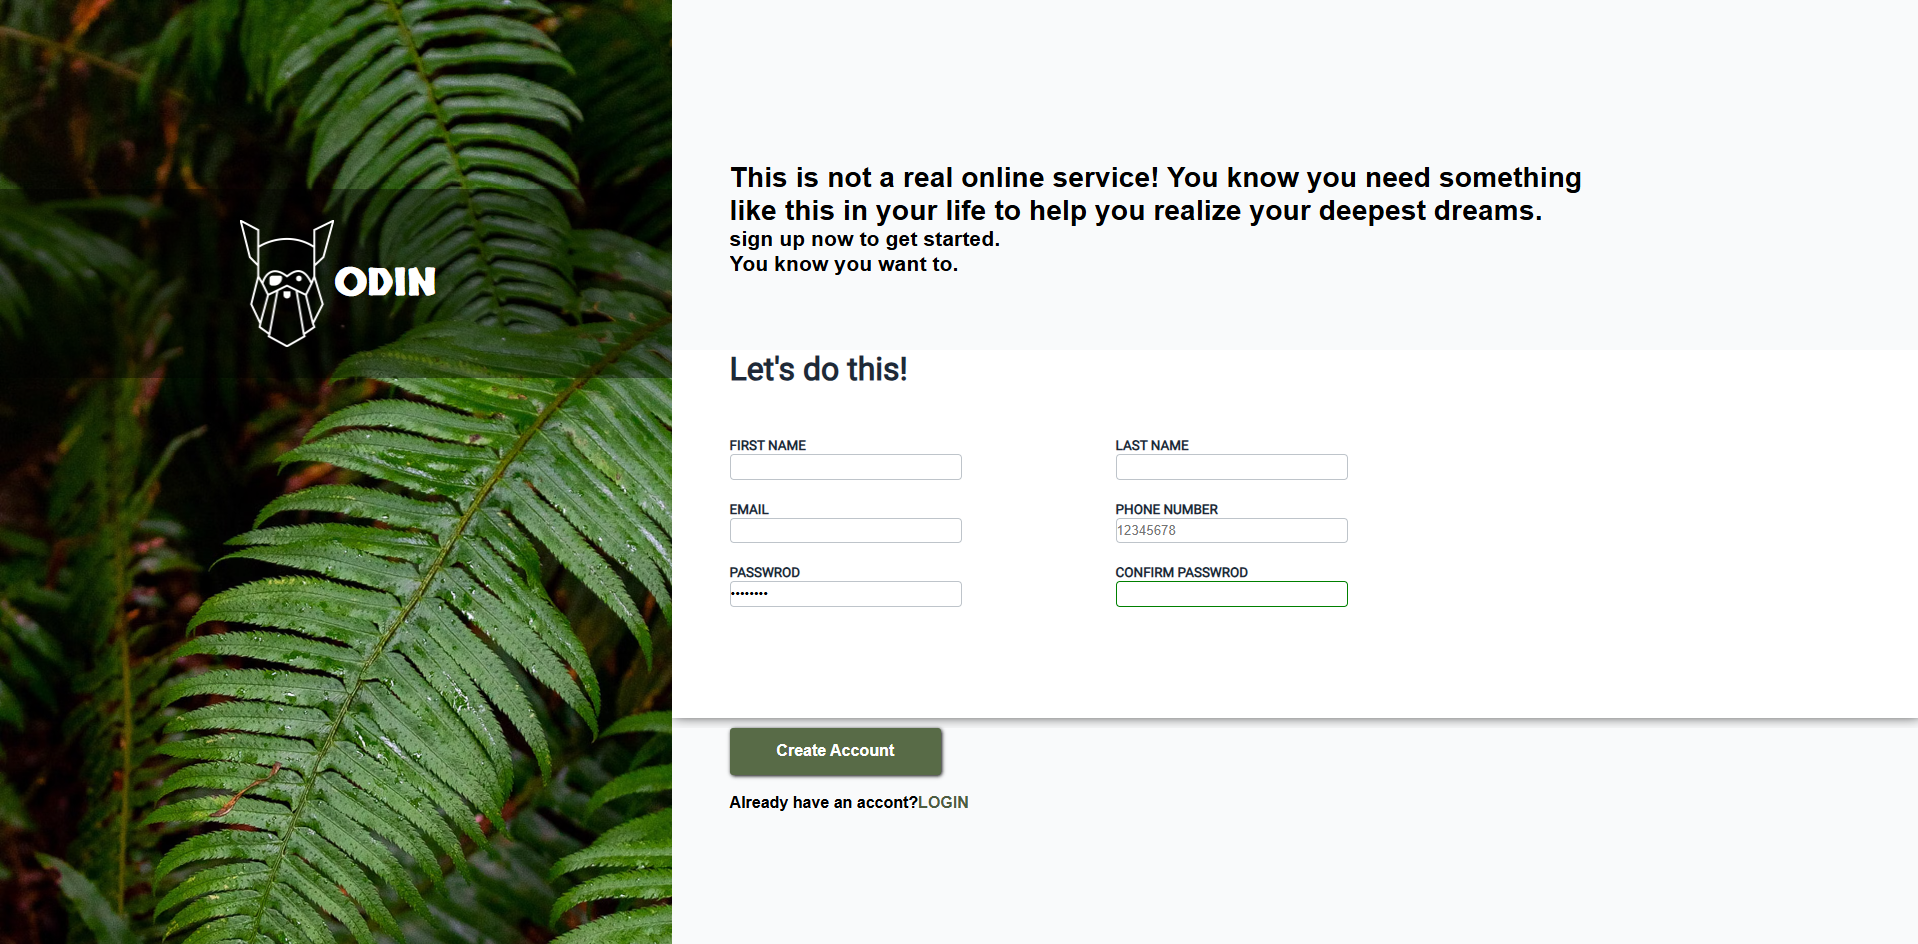 ODIN
This is not a real online service! You know you need something
like this in your life to help you realize your deepest dreams.
sign up now to get started.
You know you want to.
Let's do this!
FIRST NAME
LAST NAME
EMAIL
PHONE NUMBER
12345678
PASSWROD
CONFIRM PASSWROD
••••••••
Create Account
Already have an accont?LOGIN